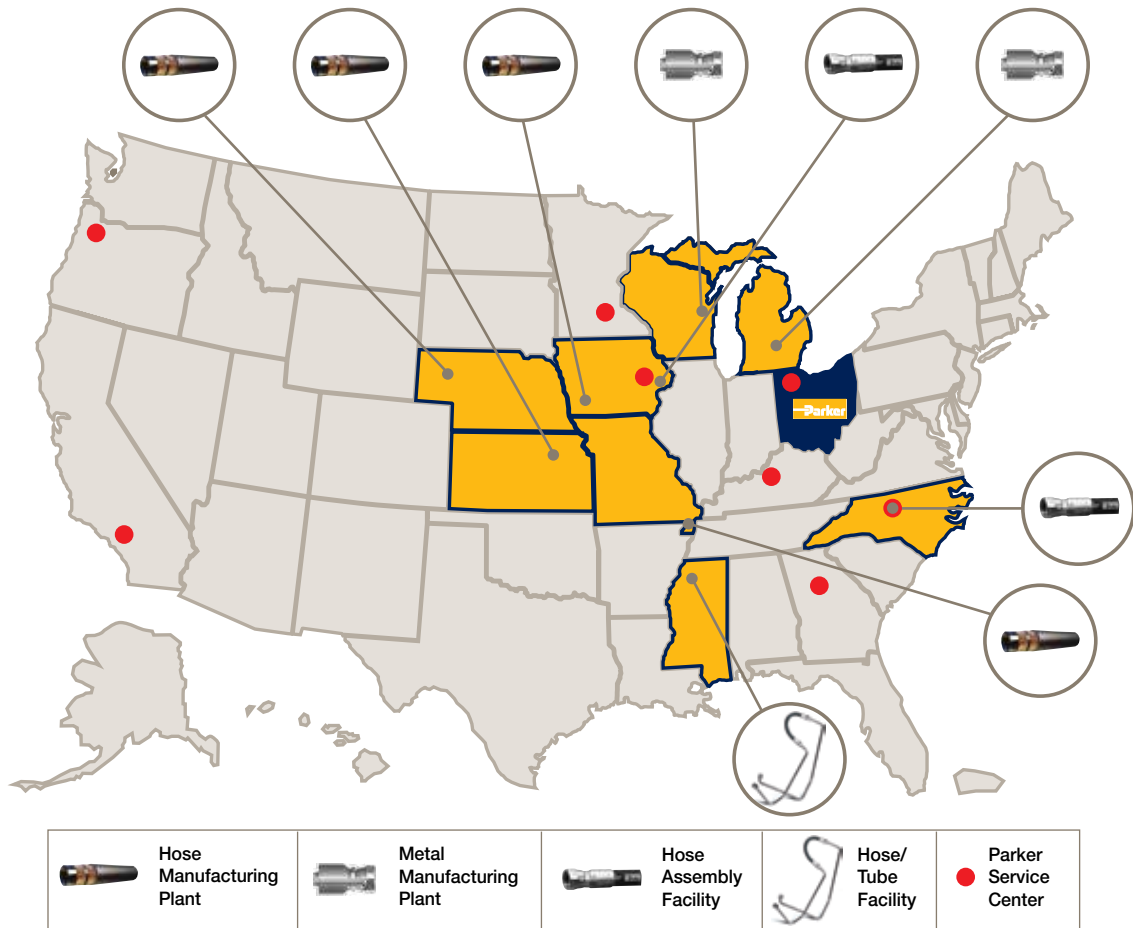 Parker
Hose
Manufacturing
Plant
Metal
Manufacturing
Plant
Hose
Assembly
Facility
Hose/
Tube
Facility
Parker
Service
Center